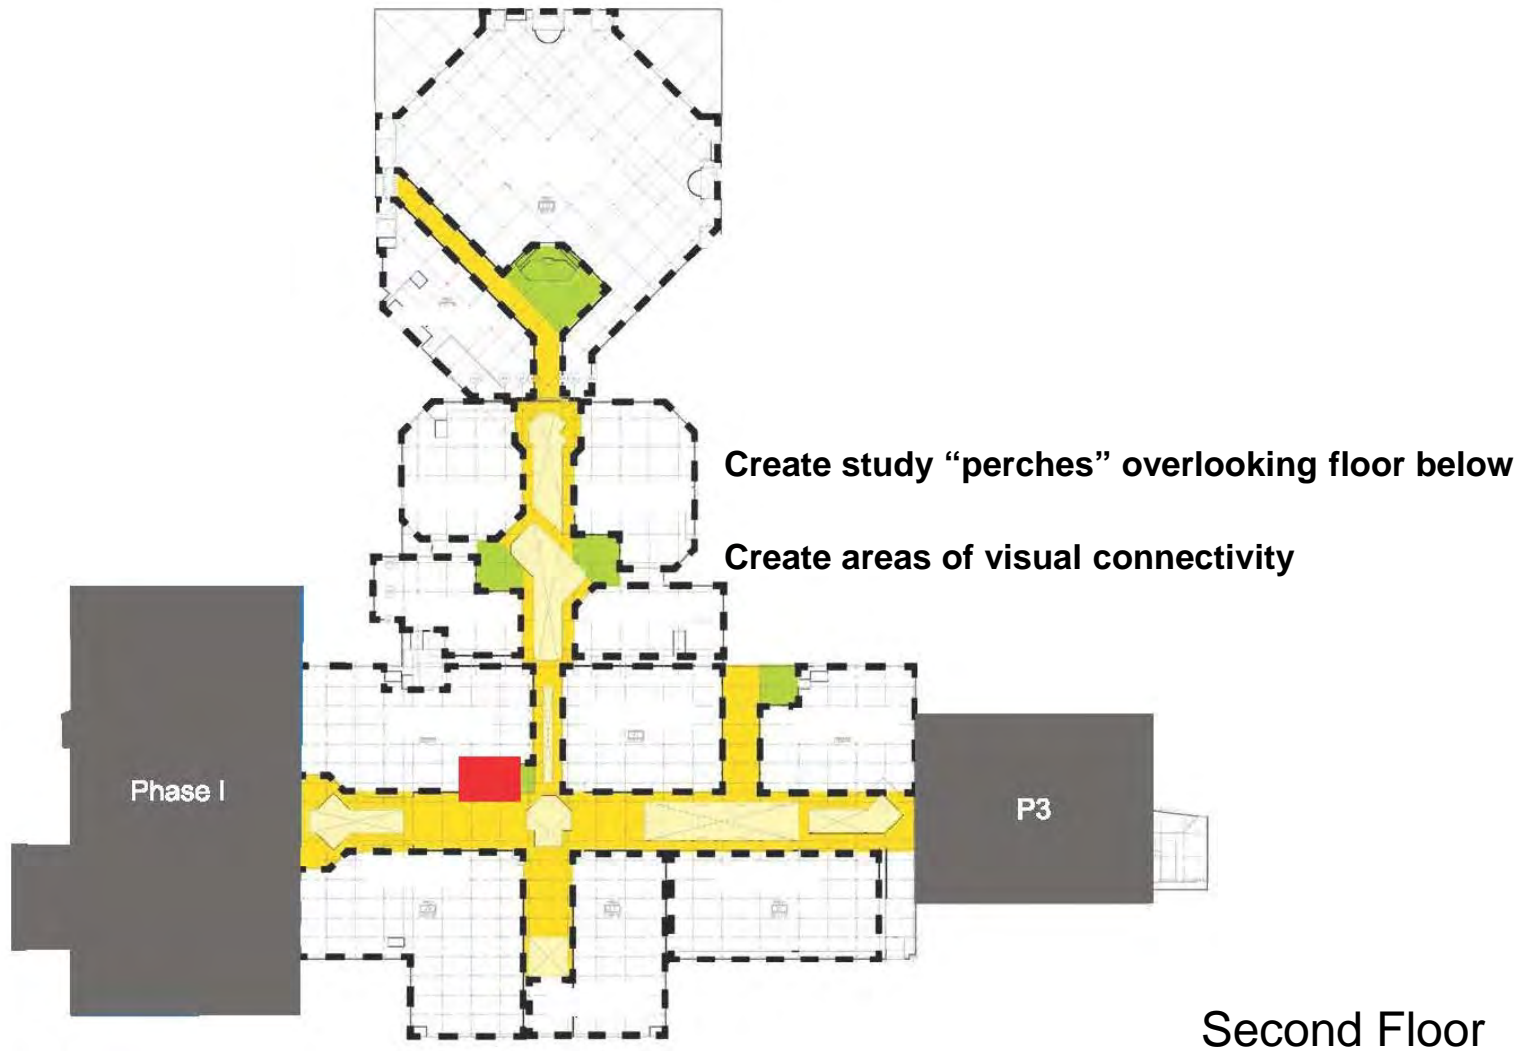 Create study “perches” overlooking floor below
Create areas of visual connectivity
Phase I
P3
Second Floor